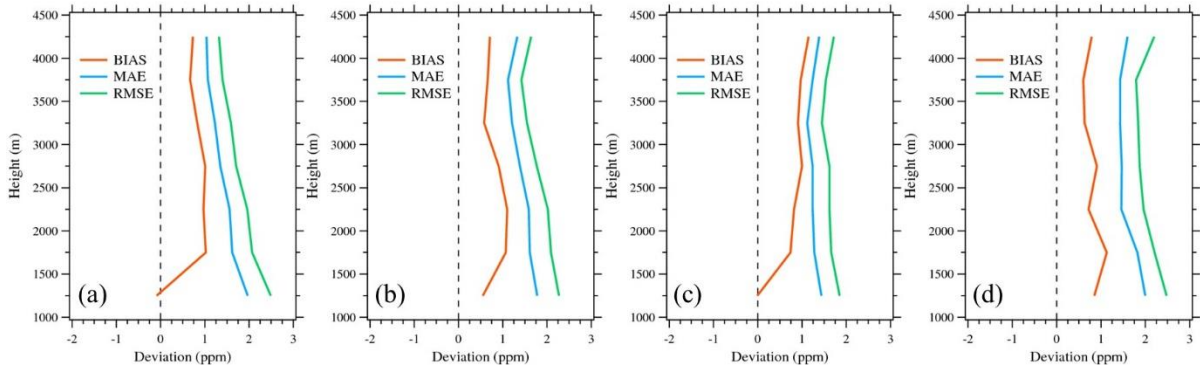 4500
4000
3500
3000
2500
2000
1500
1000
Height (m)
BIAS
MAE
RMSE
(a)
-2 -1 0 1 2 3
Deviation (ppm)
4500
4000
3500
3000
2500
2000
1500
1000
Height (m)
BIAS
MAE
RMSE
(b)
-2 -1 0 1 2 3
Deviation (ppm)
4500
4000
3500
3000
2500
2000
1500
1000
Height (m)
BIAS
MAE
RMSE
(c)
-2 -1 0 1 2 3
Deviation (ppm)
4500
4000
3500
3000
2500
2000
1500
1000
Height (m)
BIAS
MAE
RMSE
(d)
-2 -1 0 1 2 3
Deviation (ppm)